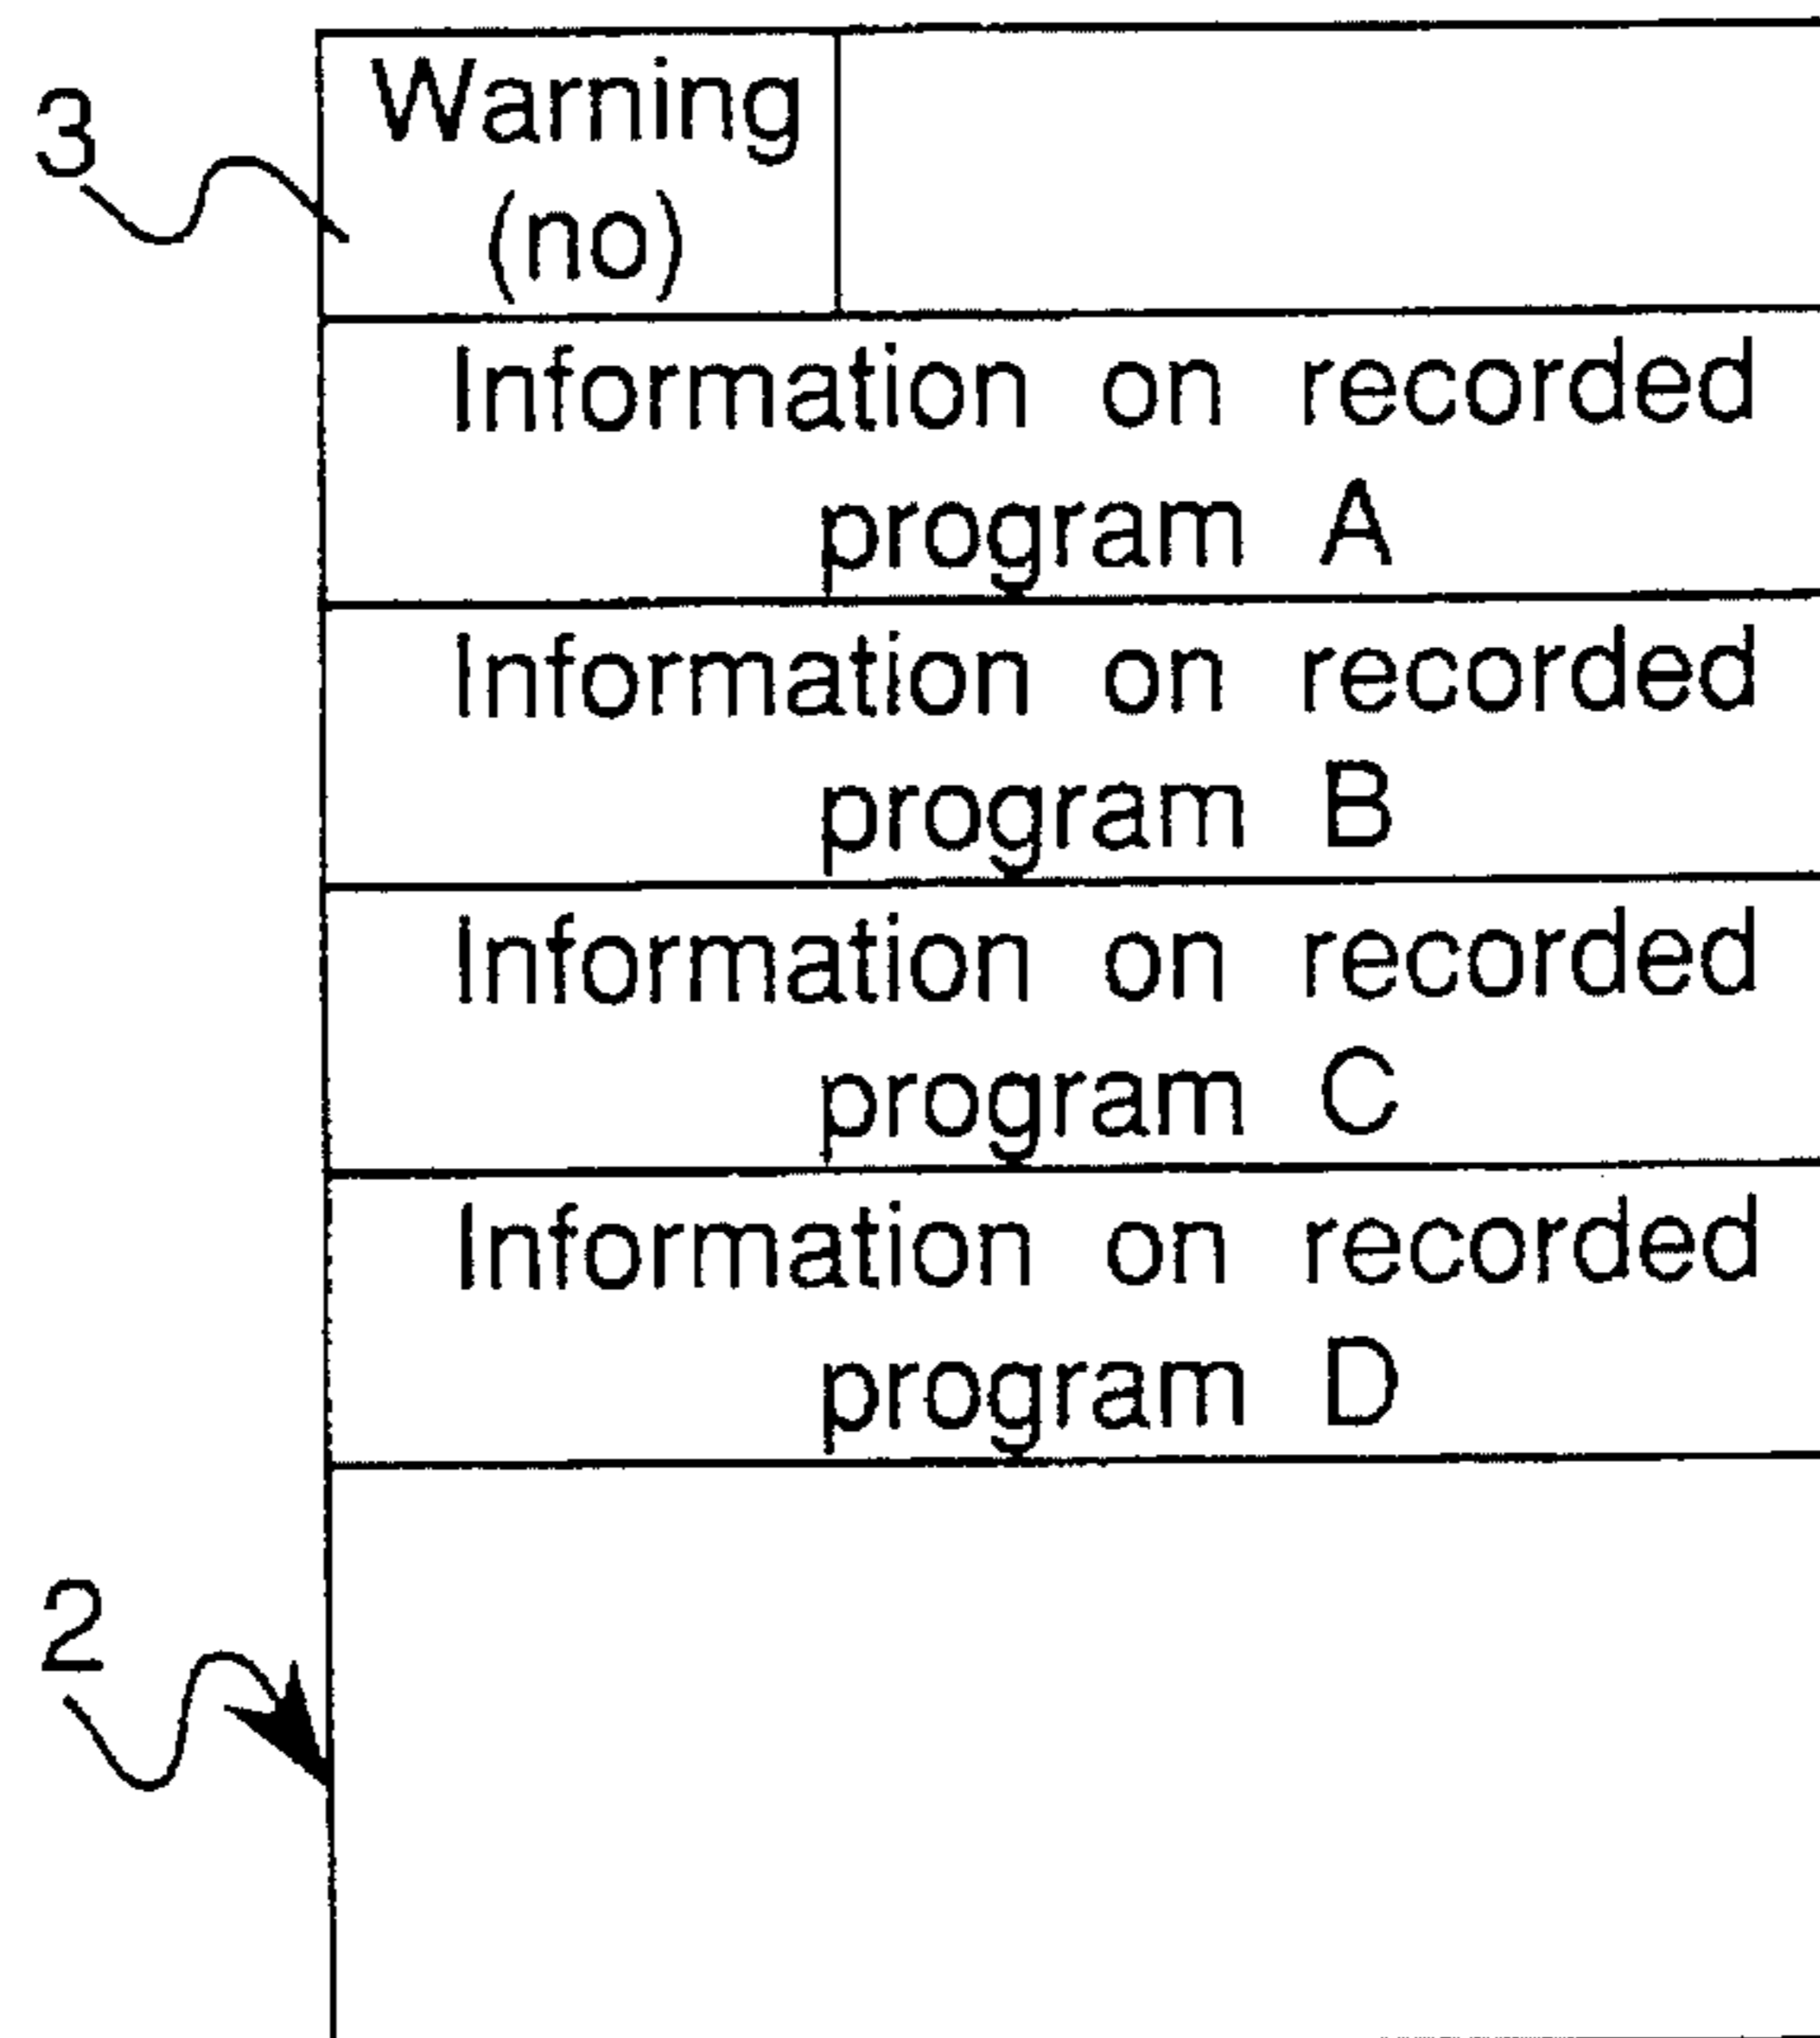 3
Warning
(no)
Information on recorded
program A
Information on recorded
program B
Information on recorded
program C
Information on recorded
program D
2